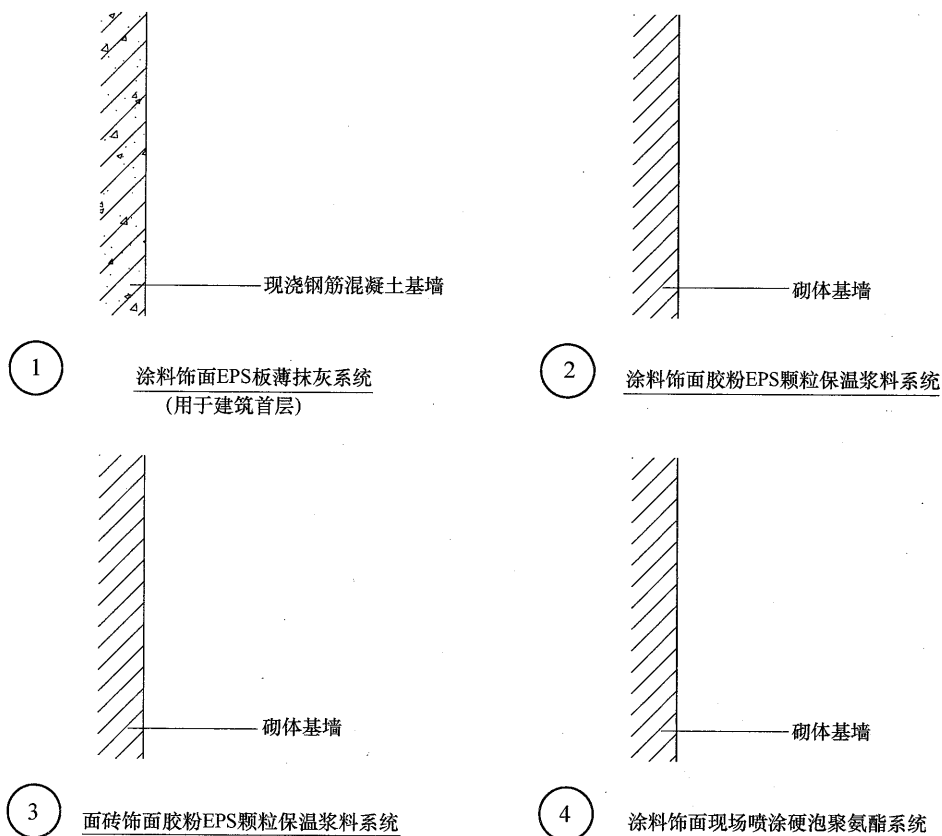 现浇钢筋混凝土基墙
砌体基墙
1
涂料饰面EPS板薄抹灰系统
(用于建筑首层)
2
涂料饰面胶粉EPS颗粒保温浆料系统
砌体基墙
砌体基墙
3
面砖饰面胶粉EPS颗粒保温浆料系统
4
涂料饰面现场喷涂硬泡聚氨酯系统